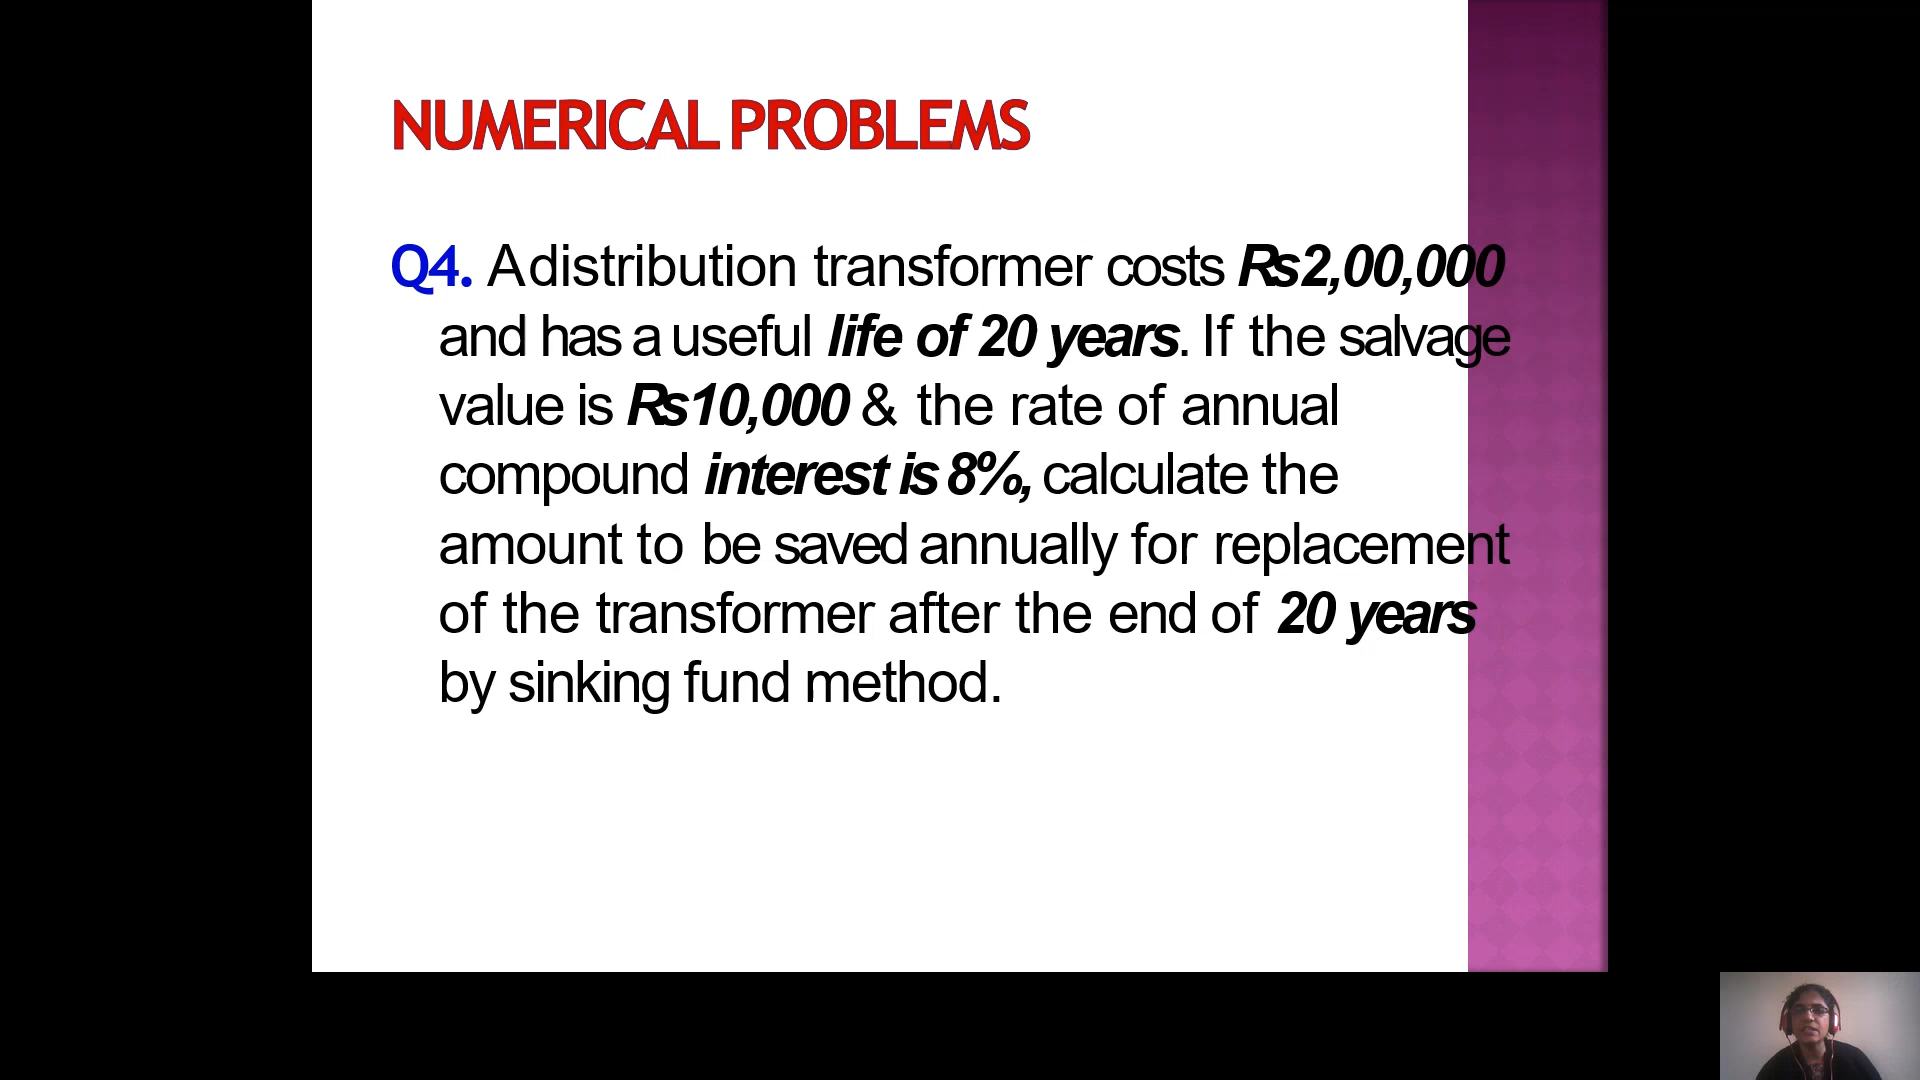 NUMERICAL PROBLEMS
Q4. A distribution transformer costs Rs2,00,000
and has a useful life of 20 years. If the salvage
value is Rs10,000 & the rate of annual
compound interest is 8%, calculate the
amount to be saved annually for replacement
of the transformer after the end of 20 years
by sinking fund method.